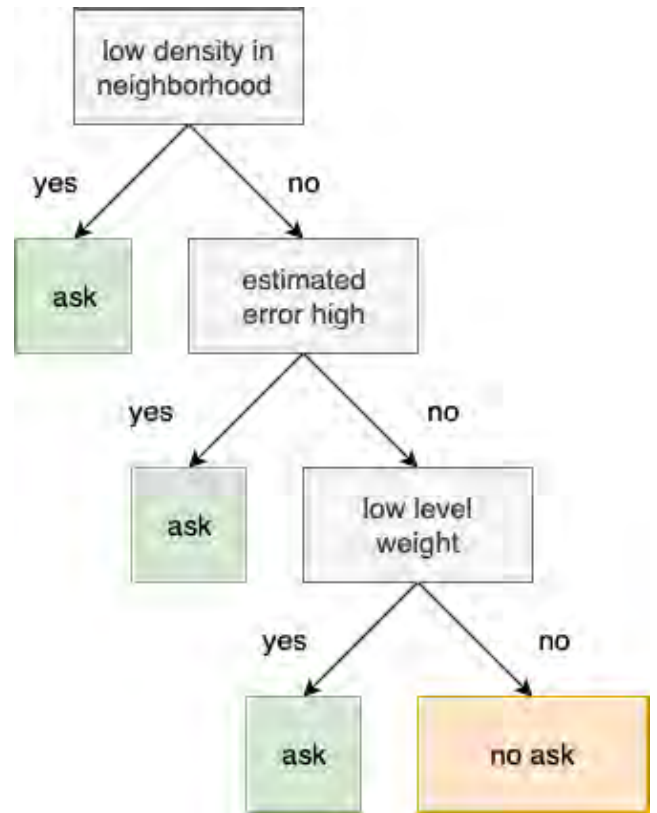 low density in
neighborhood
yes
no
ask
estimated
error high
yes
no
ask
low level
weight
yes
no
ask
no ask